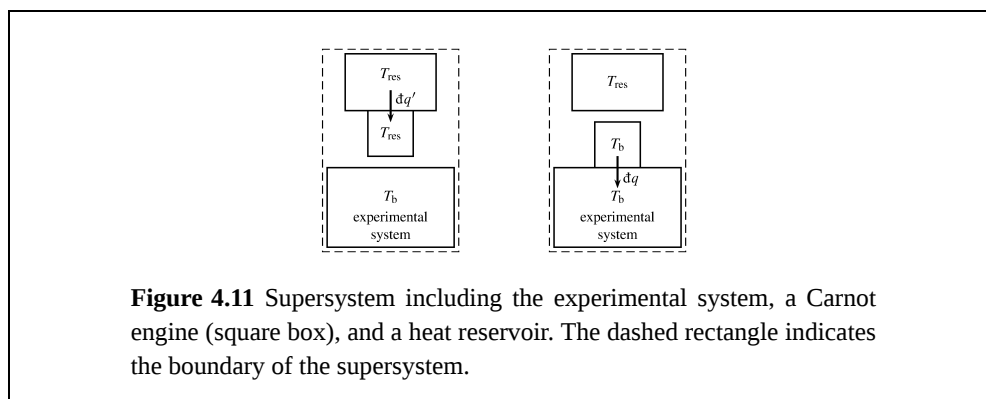 T_res
đq′
T_res
T_b
experimental
system
T_res
T_b
đq
T_b
experimental
system
Figure 4.11 Supersystem including the experimental system, a Carnot
engine (square box), and a heat reservoir. The dashed rectangle indicates
the boundary of the supersystem.